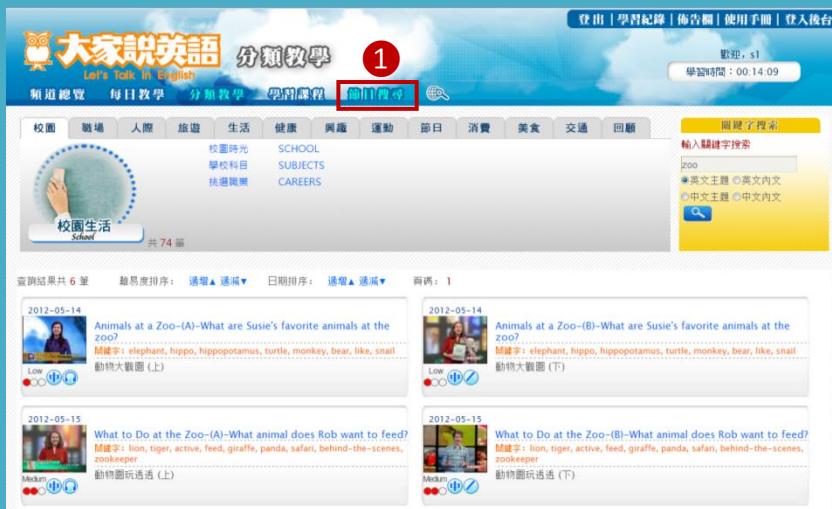 登出 | 學習紀錄 | 佈告欄 | 使用手冊 | 登入後台
大家說英語
Let's Talk In English
分類教學
1
歡迎，s1
學習時間：00:14:09
頻道總覽 每日教學 分類教學 學習課程 節目搜尋
校園 職場 人際 旅遊 生活 健康 興趣 運動 節日 消費 美食 交通 回顧
校園時光 SCHOOL
學校科目 SUBJECTS
挑選職業 CAREERS
校園生活
School
共 74 筆
關鍵字搜索
輸入關鍵字搜索
zoo
英文主題 英文內文
中文主題 中文內文
查詢結果共 6 筆 難易度排序： 遞增▲ 遞減▼ 日期排序： 遞增▲ 遞減▼ 頁碼： 1
2012-05-14
Animals at a Zoo-(A)-What are Susie's favorite animals at the
zoo?
關鍵字: elephant, hippo, hippopotamus, turtle, monkey, bear, like, snail
動物大觀園 (上)
Low
中
2012-05-14
Animals at a Zoo-(B)-What are Susie's favorite animals at the
zoo?
關鍵字: elephant, hippo, hippopotamus, turtle, monkey, bear, like, snail
動物大觀園 (下)
Low
中
2012-05-15
What to Do at the Zoo-(A)-What animal does Rob want to feed?
關鍵字: lion, tiger, active, feed, giraffe, panda, safari, behind-the-scenes,
zookeeper
動物園玩透透 (上)
Medium
中
2012-05-15
What to Do at the Zoo-(B)-What animal does Rob want to feed?
關鍵字: lion, tiger, active, feed, giraffe, panda, safari, behind-the-scenes,
zookeeper
動物園玩透透 (下)
Medium
中